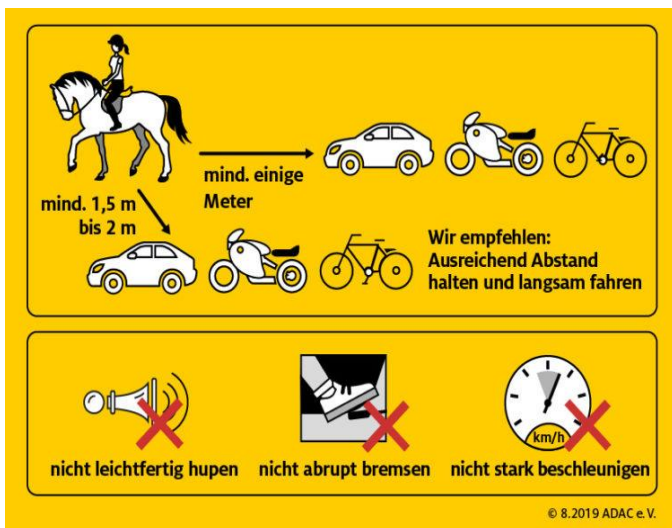 mind. einige
Meter
mind. 1,5 m
bis 2 m
Wir empfehlen:
Ausreichend Abstand
halten und langsam fahren
km/h
nicht leichtfertig hupen
nicht abrupt bremsen
nicht stark beschleunigen
© 8.2019 ADAC e. V.